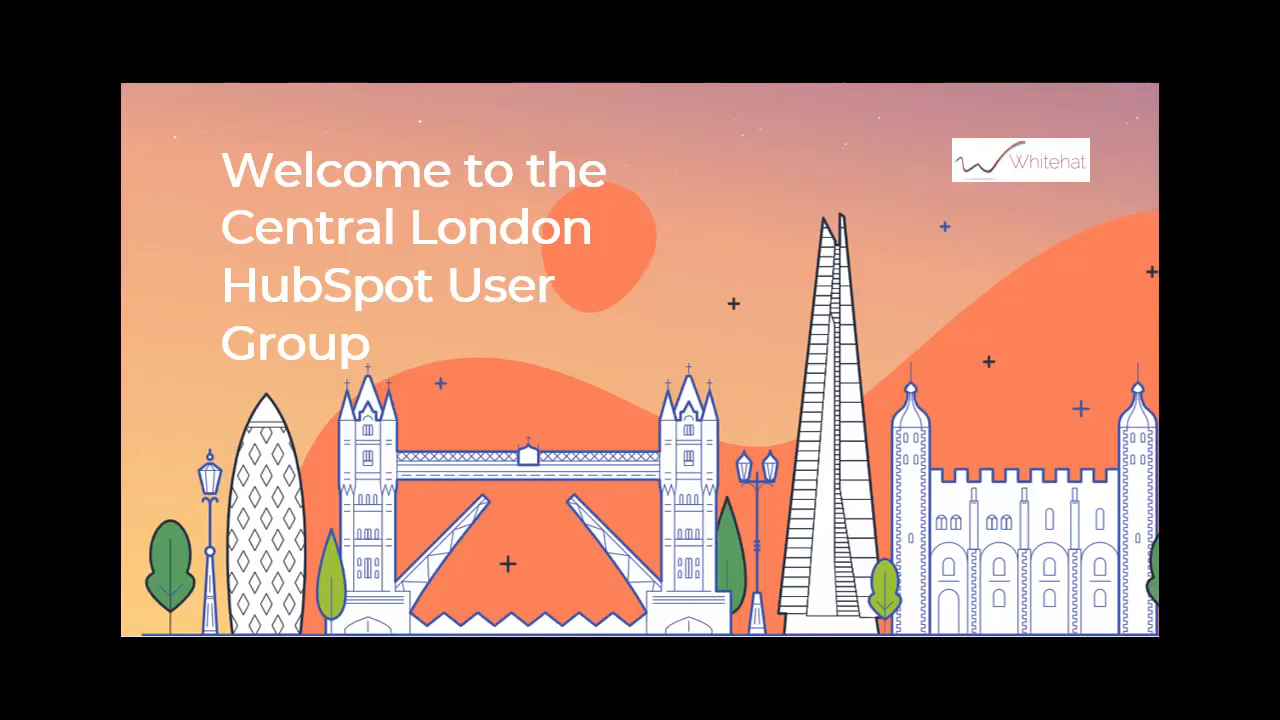 Welcome to the
Central London
HubSpot User
Group
Whitehat